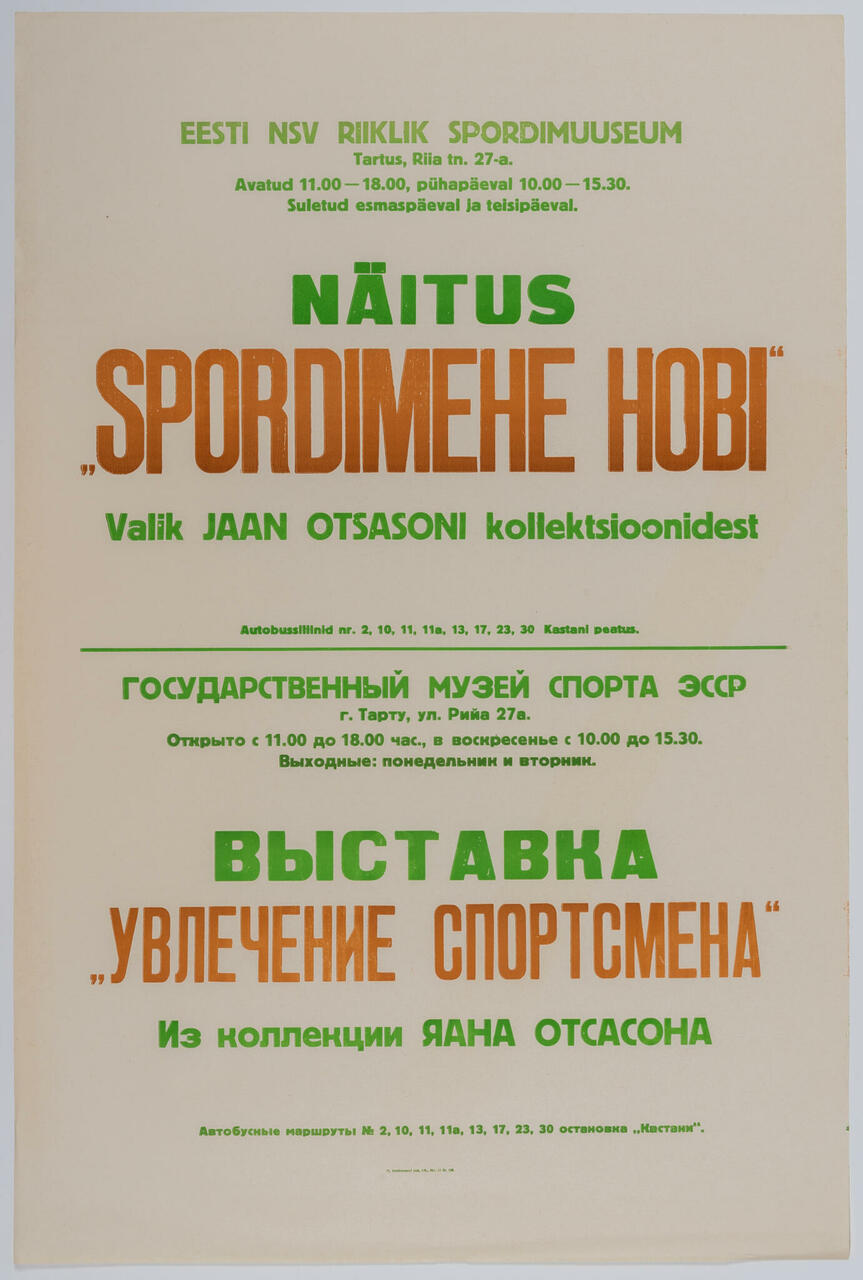 EESTI NSV RIIKLIK SPORDIMUUSEUM
Tartus, Riia tn. 27-a.
Avatud 11.00—18.00, pühapäeval 10.00—15.30.
Suletud esmaspäeval ja teisipäeval.
NÄITUS
„SPORDIMEHE HOBI“
Valik JAAN OTSASONI kollektsioonidest
Autobussiliinid nr. 2, 10, 11, 11a, 13, 17, 23, 30 Kastani peatus.
ГОСУДАРСТВЕННЫЙ МУЗЕЙ СПОРТА ЭССР
г. Тарту, ул. Рийа 27а.
Открыто с 11.00 до 18.00 час., в воскресенье с 10.00 до 15.30.
Выходные: понедельник и вторник.
ВЫСТАВКА
„УВЛЕЧЕНИЕ СПОРТСМЕНА“
Из коллекции ЯАНА ОТСАСОНА
Автобусные маршруты № 2, 10, 11, 11а, 13, 17, 23, 30 остановка „Кастани“.